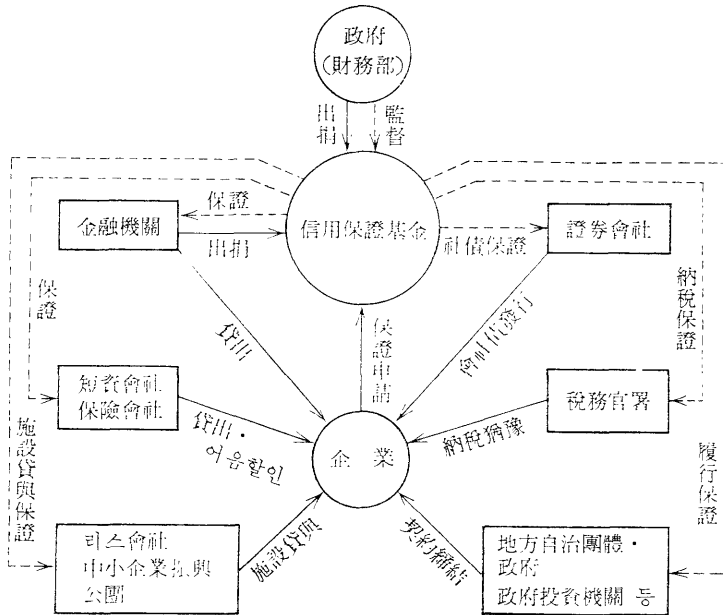 政府
(財務部)
出捐
監督
保證
金融機關
出捐
信用保證基金
社債保證
證券會社
保證
貸出
保證申請
會社債發行
納稅保證
短資會社
保險會社
貸出·
어음할인
企業
納稅猶豫
稅務官署
施設貸與保證
履行保證
리스會社
中小企業振興
公團
施設貸與
契約締結
地方自治團體·
政府
政府投資機關 등